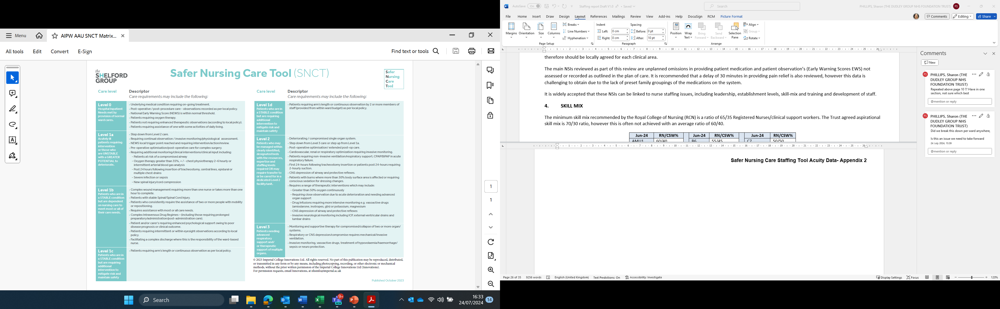 Menu
AIPW AAU SNCT Matrix...
All tools
Edit
Convert
E-Sign
Find text or tools
the
SHELFORD
GROUP
Safer Nursing Care Tool (SNCT)
Safer
Nursing
Care
Tool
Care level
Descriptor
Care requirements may include the following:
Level 0
Hospital Inpatient
Needs met by
provision of normal
ward cares.
- Underlying medical condition requiring on-going treatment.
- Post-operative / post-procedure care - observations recorded as per local policy.
- National Early Warning Score (NEWS) is within normal threshold.
- Patients requiring oxygen therapy.
- Patients not requiring enhanced therapeutic observations (according to local policy).
- Patients requiring assistance of one with some activities of daily living.
Level 1a
Acutely ill
patients requiring
intervention
or those who
are UNSTABLE
with a GREATER
POTENTIAL to
deteriorate.
- Step down from Level 2 care.
- Requiring continual observation / invasive monitoring/physiological assessment.
- NEWS local trigger point reached and requiring intervention/action/review.
- Pre-operative optimisation/post-operative care for complex surgery.
- Requiring additional monitoring/clinical interventions/clinical input including:
- Patients at risk of a compromised airway
- Oxygen therapy greater than 35%, + / - chest physiotherapy 2-6 hourly or
intermittent arterial blood gas analysis
- Post 24 hours following insertion of tracheostomy, central lines, epidural or
multiple chest drains
- Severe infection or sepsis
- New spinal injury/cord compression
Level 1b
Patients who are in
a STABLE condition
but are dependent
on nursing care to
meet most or all of
their care needs.
- Complex wound management requiring more than one nurse or takes more than one
hour to complete.
- Patients with stable Spinal/Spinal Cord Injury.
- Patients who consistently require the assistance of two or more people with mobility
or repositioning.
- Requires assistance with most or all care needs.
- Complex Intravenous Drug Regimes – (including those requiring prolonged
preparatory/administration/post-administration care).
- Patient and/or carer's requiring enhanced psychological support owing to poor
disease prognosis or clinical outcome.
- Patients requiring intermittent or within eyesight observations according to local
policy.
- Facilitating a complex discharge where this is the responsibility of the ward-based
nurse.
Level 1c
Patients who are in
a STABLE condition
but are requiring
additional
intervention to
mitigate risk and
maintain safety
- Patients requiring arm's length or continuous observation as per local policy.
Care level
Descriptor
Care requirements may include the following:
Level 1d
Patients who are in
a STABLE condition
but are requiring
additional
intervention to
mitigate risk and
maintain safety
- Patients requiring arm's length or continuous observation by 2 or more members of
staff (provided from within ward budget) as per local policy.
Level 2
Patients who may
be managed within
clearly identified,
designated beds
with the resources,
expertise and
staffing levels
required OR may
require transfer to
or be cared for in a
dedicated Level 2
facility/unit.
- Deteriorating / compromised single organ system.
- Step down from Level 3 care or step up from Level 1a.
- Post-operative optimisation/ extended post-op care.
- Cardiovascular, renal or respiratory optimization requiring invasive monitoring.
- Patients requiring non-invasive ventilation/respiratory support; CPAP/BiPAP in acute
respiratory failure.
- First 24-hours following tracheostomy insertion or patients post 24-hours requiring
2-hourly suction.
- CNS depression of airway and protective reflexes.
- Patients with burns where more than 30% body surface area is affected or requiring
conscious sedation for dressing changes.
- Requires a range of therapeutic interventions which may include:
- Greater than 50% oxygen continuously
- Requiring close observation due to acute deterioration and needing advanced
organ support
- Drug Infusions requiring more intensive monitoring e.g. vasoactive drugs
(amiodarone, inotropes, gtn) or potassium, magnesium
- CNS depression of airway and protective reflexes
- Invasive neurological monitoring including ICP, external ventricular drains and
lumbar drains
Level 3
Patients needing
advanced
respiratory
support and/
or therapeutic
support of multiple
organs.
- Monitoring and supportive therapy for compromised/collapse of two or more organ/
systems.
- Respiratory or CNS depression/compromise requires mechanical/invasive
ventilation.
- Invasive monitoring, vasoactive drugs, treatment of hypovolaemia/haemorrhage/
sepsis or neuro protection.
© 2023 Imperial College Innovations Ltd. All rights reserved. No part of this publication may be reproduced, distributed,
or transmitted in any form or by any means, including photocopying, recording, or other electronic or mechanical
methods, without the prior written permission of the Imperial College Innovations Ltd (Innovations).
For permission requests, email Innovations, at nhsinfo@imperial.ac.uk
Published October 2023
1
1
Search
9+
NEW
16:33
24/07/2024
14
AutoSave On
Staffing report Draft V1.0 • Saved
Search
PHILLIPS, Sharon (THE DUDLEY GROUP NHS FOUNDATION TRUST)
PS
File Home Insert Draw Design Layout References Mailings Review View Add-ins Help DocuSign RCM Picture Format
Comments Editing Share
Margins Orientation Size Columns
Breaks
Line Numbers
Hyphenation
Page Setup
Indent Spacing
Left: 0 cm Before: 0 pt
Right: 0 cm After: 10 pt
Paragraph
Position Wrap Text Bring Forward Send Backward Selection Pane
Align
Group
Rotate
Arrange
therefore should be locally agreed for each clinical area.
The main NSIs reviewed as part of this review are unplanned omissions in providing patient medication and patient observation's (Early Warning Scores EWS) not
assessed or recorded as outlined in the plan of care. It is recommended that a delay of 30 minutes in providing pain relief is also reviewed, however this data is
challenging to obtain due to the lack of preset family groupings of the medications on the system.
It is widely accepted that these NSIs can be linked to nurse staffing issues, including leadership, establishment levels, skill-mix and training and development of staff.
4. SKILL MIX
The minimum skill mix recommended by the Royal College of Nursing (RCN) is a ratio of 65/35 Registered Nurses/clinical support workers. The Trust agreed aspirational
skill mix is 70/30 ratio, however this is often not achieved with an average ratio of 60/40.
Jun-24 RN/CSW% Jun-24 RN/CSW% Jun-24 RN/CSW%
AMU1 60/40 B6 55/45 C7 50/50
Safer Nursing Care Staffing Tool Acuity Data- Appendix 2
Comments
New
PS
PHILLIPS, Sharon (THE
DUDLEY GROUP NHS
FOUNDATION TRUST)
Repeated above page 10 ?? Have in one
section, not sure which best
@mention or reply
PS
PHILLIPS, Sharon (THE
DUDLEY GROUP NHS
FOUNDATION TRUST)
Did we break this down per ward anywhere,
Is this an issue we need to take forward
24 July 2024, 15:39
@mention or reply
Page 26 of 35 9256 words English (United Kingdom) Text Predictions: On Accessibility: Investigate
Display Settings Focus 120%